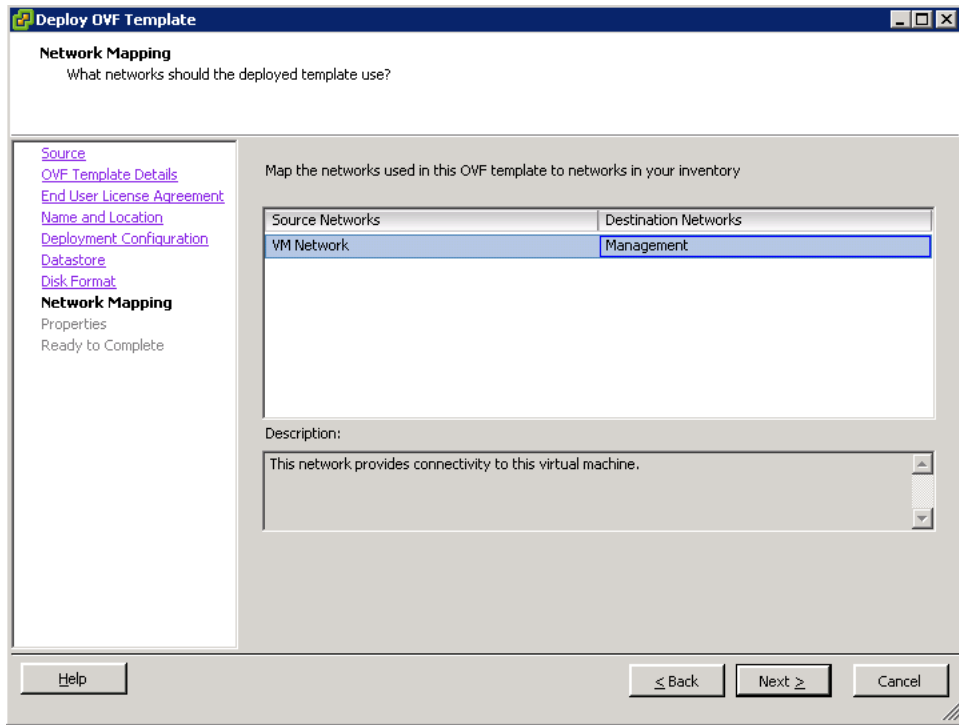 Deploy OVF Template
Network Mapping
What networks should the deployed template use?
Source
OVF Template Details
End User License Agreement
Name and Location
Deployment Configuration
Datastore
Disk Format
Network Mapping
Properties
Ready to Complete
Map the networks used in this OVF template to networks in your inventory
Source Networks Destination Networks
VM Network Management
Description:
This network provides connectivity to this virtual machine.
Help ≤ Back Next ≥ Cancel